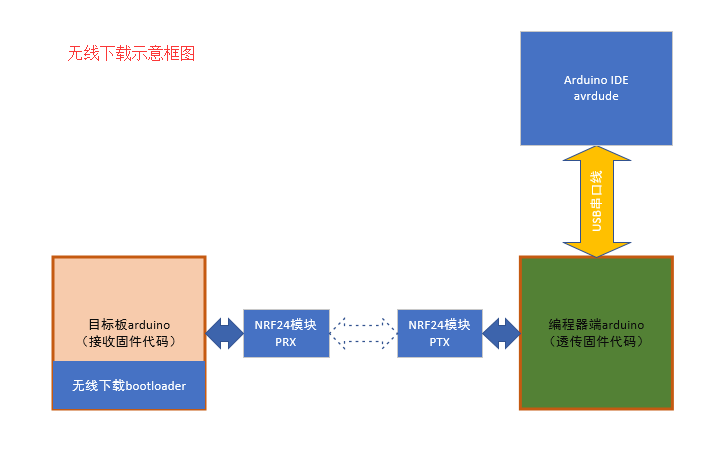 无线下载示意框图
Arduino IDE
avrdude
USB串口线
目标板arduino
（接收固件代码）
无线下载bootloader
NRF24模块
PRX
NRF24模块
PTX
编程器端arduino
（透传固件代码）